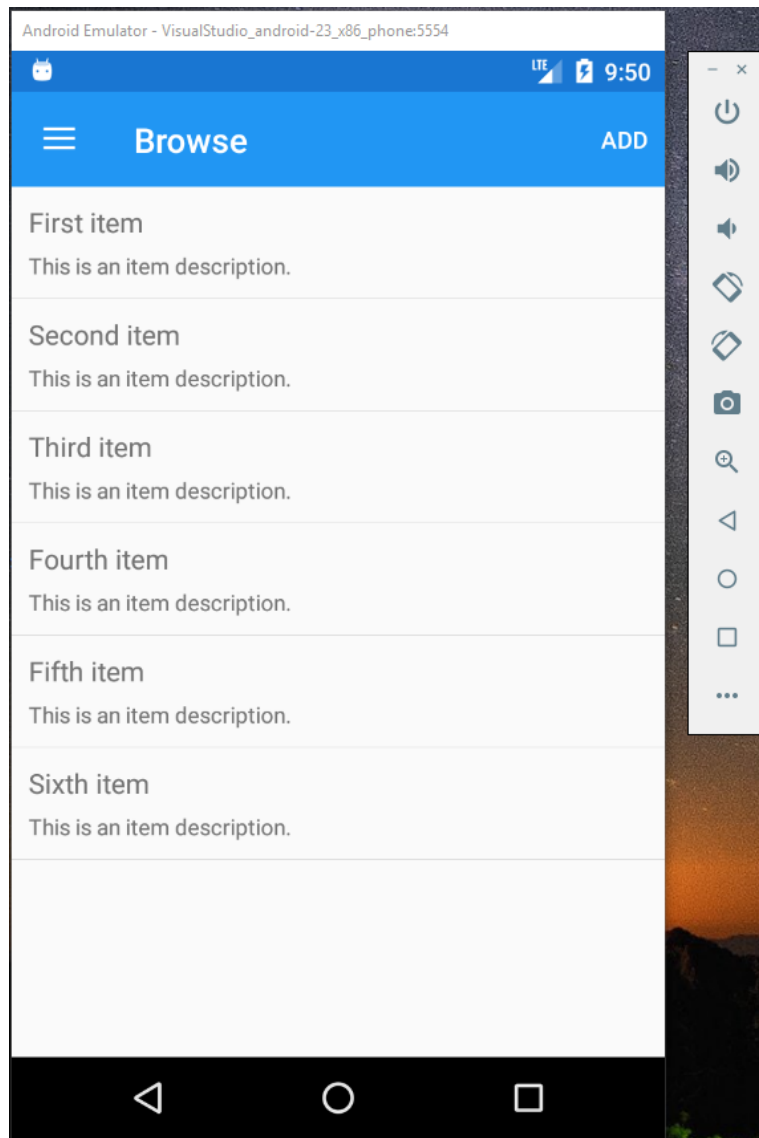 Android Emulator - VisualStudio_android-23_x86_phone:5554
LTE 9:50
Browse ADD
First item
This is an item description.
Second item
This is an item description.
Third item
This is an item description.
Fourth item
This is an item description.
Fifth item
This is an item description.
Sixth item
This is an item description.